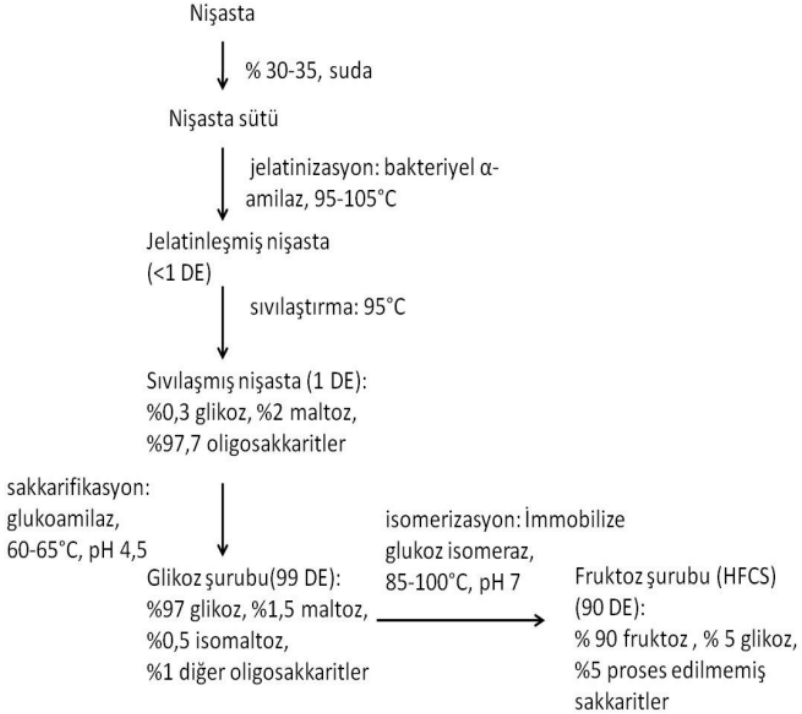 Nişasta
% 30-35, suda
Nişasta sütü
jelatinizasyon: bakteriyel α-
amilaz, 95-105°C
Jelatinleşmiş nişasta
(<1 DE)
sıvılaştırma: 95°C
Sıvılaşmış nişasta (1 DE):
%0,3 glikoz, %2 maltoz,
%97,7 oligosakkaritler
sakkarifikasyon:
glukoamilaz,
60-65°C, pH 4,5
isomerizasyon: İmmobilize
glukoz isomeraz,
85-100°C, pH 7
Glikoz şurubu(99 DE):
%97 glikoz, %1,5 maltoz,
%0,5 isomaltoz,
%1 diğer oligosakkaritler
Fruktoz şurubu (HFCS)
(90 DE):
% 90 fruktoz , % 5 glikoz,
%5 proses edilmemiş
sakkaritler